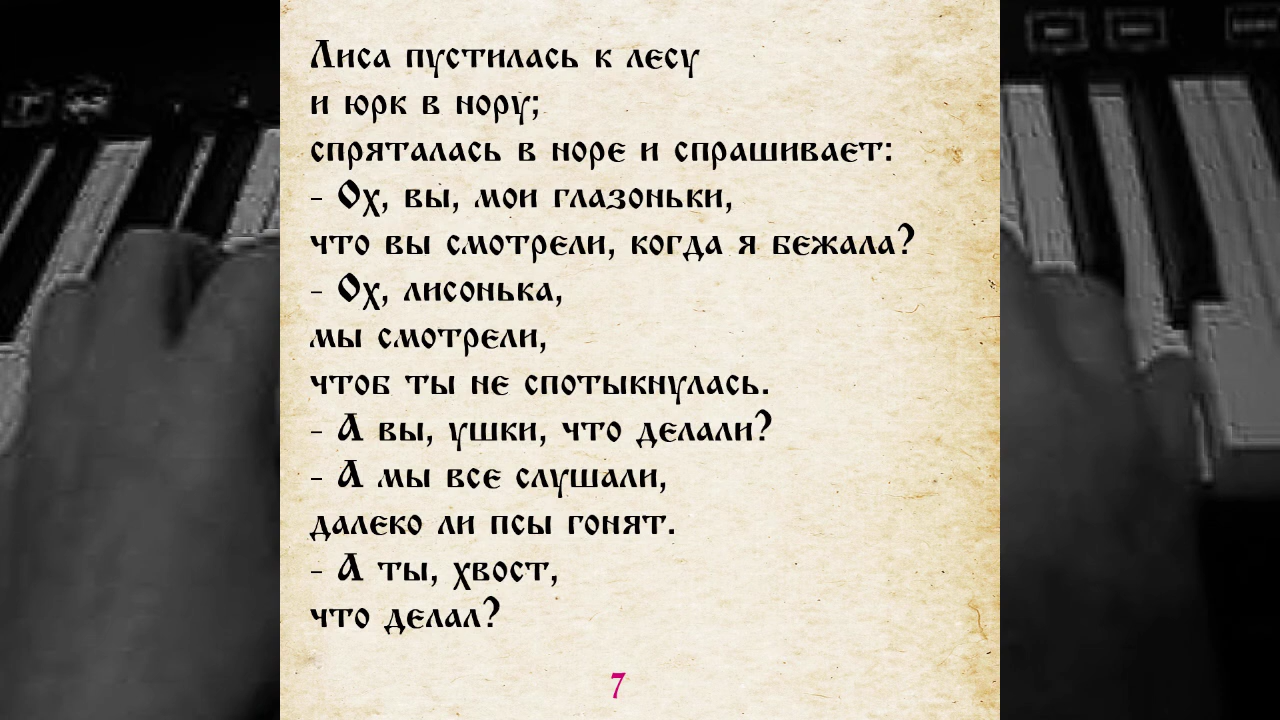 Лиса пустилась к лесу
и юрк в нору;
спряталась в норе и спрашивает:
- Ох, вы, мои глазоньки,
что вы смотрели, когда я бежала?
- Ох, лисонька,
мы смотрели,
чтоб ты не спотыкнулась.
- А вы, ушки, что делали?
- А мы все слушали,
далеко ли псы гонят.
- А ты, хвост,
что делал?
7